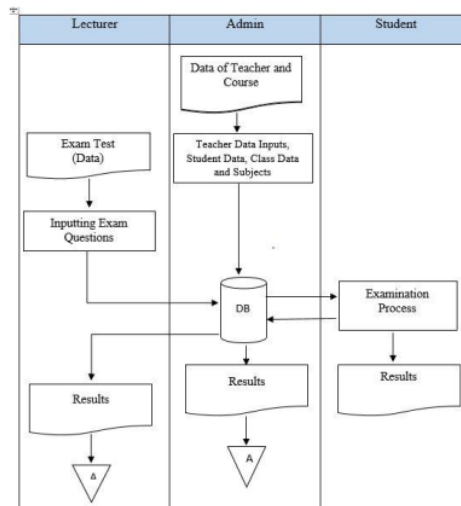 Lecturer
Admin
Student
Data of Teacher and
Course
Exam Test
(Data)
Teacher Data Inputs,
Student Data, Class Data
and Subjects
Inputting Exam
Questions
DB
Examination
Process
Results
Results
Results
A
A